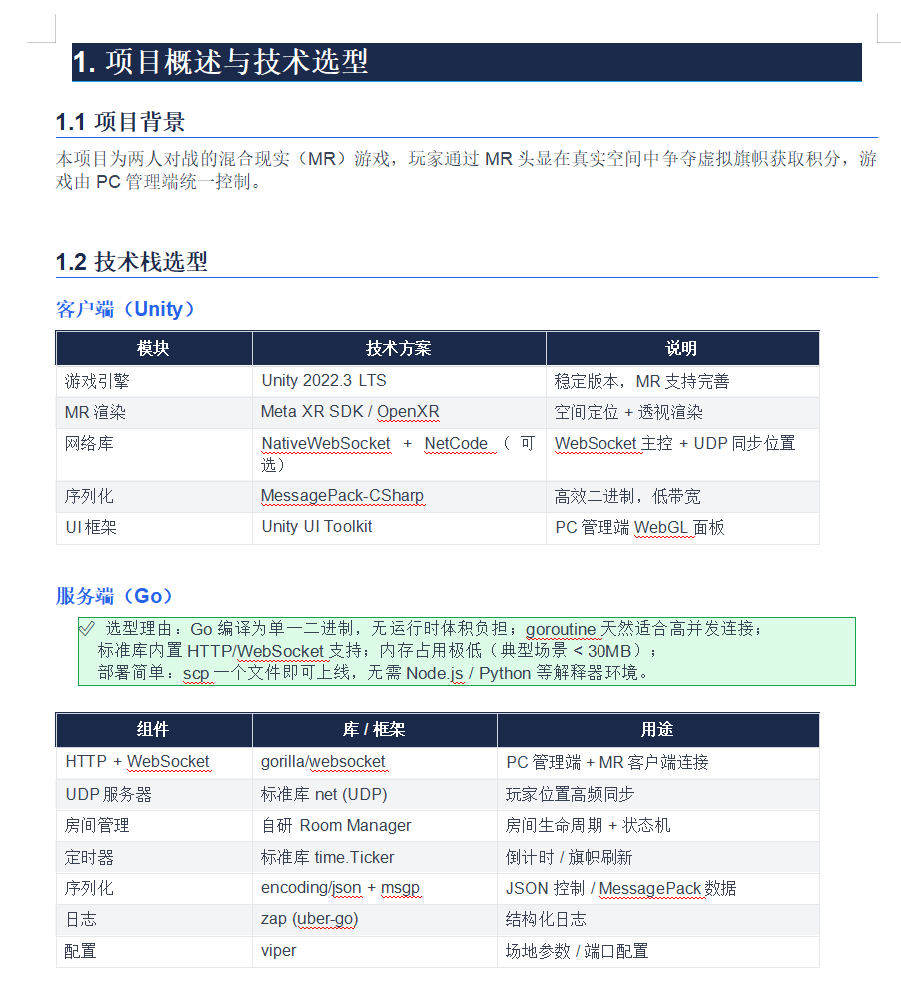 1. 项目概述与技术选型
1.1 项目背景
本项目为两人对战的混合现实（MR）游戏，玩家通过 MR 头显在真实空间中争夺虚拟旗帜获取积分，游
戏由 PC 管理端统一控制。
1.2 技术栈选型
客户端（Unity）
模块 技术方案 说明
游戏引擎 Unity 2022.3 LTS 稳定版本，MR 支持完善
MR 渲染 Meta XR SDK / OpenXR 空间定位 + 透视渲染
网络库 NativeWebSocket + NetCode （ 可 WebSocket 主控 + UDP 同步位置
选）
序列化 MessagePack-CSharp 高效二进制，低带宽
UI 框架 Unity UI Toolkit PC 管理端 WebGL 面板
服务端（Go）
✅ 选型理由：Go 编译为单一二进制，无运行时体积负担；goroutine 天然适合高并发连接；
标准库内置 HTTP/WebSocket 支持；内存占用极低（典型场景 < 30MB）；
部署简单：scp 一个文件即可上线，无需 Node.js / Python 等解释器环境。
组件 库 / 框架 用途
HTTP + WebSocket gorilla/websocket PC 管理端 + MR 客户端连接
UDP 服务器 标准库 net (UDP) 玩家位置高频同步
房间管理 自研 Room Manager 房间生命周期 + 状态机
定时器 标准库 time.Ticker 倒计时 / 旗帜刷新
序列化 encoding/json + msgp JSON 控制 / MessagePack 数据
日志 zap (uber-go) 结构化日志
配置 viper 场地参数 / 端口配置